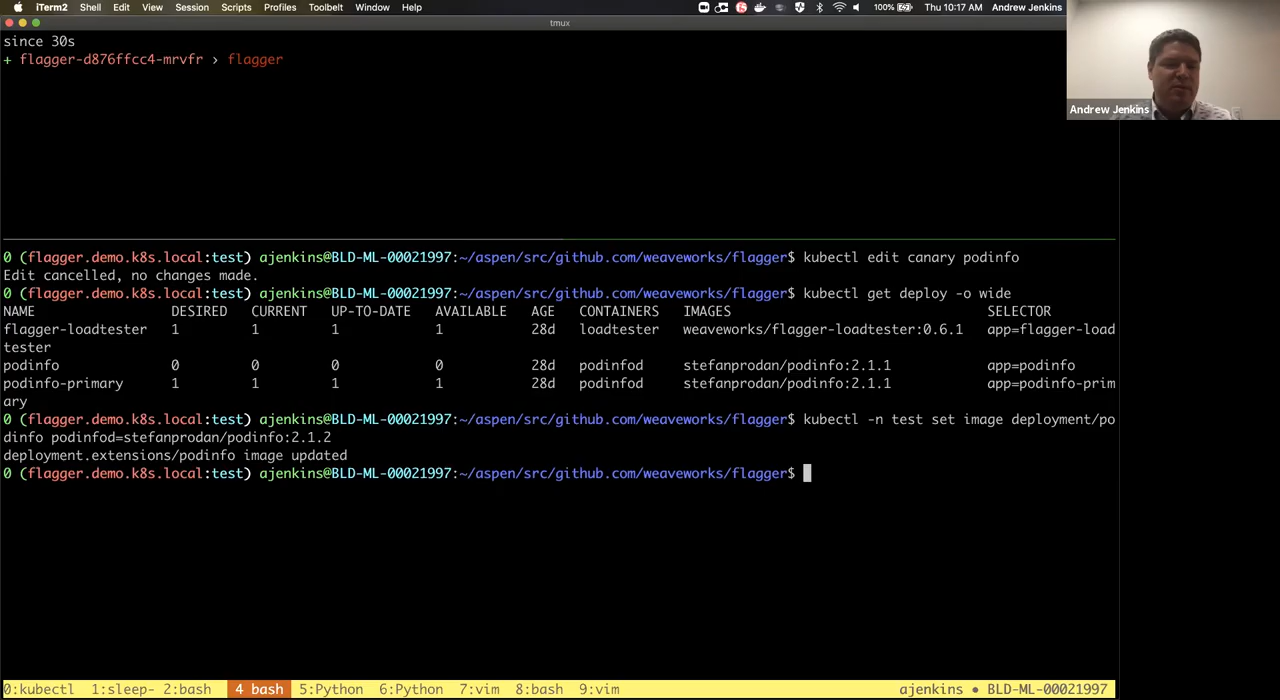 iTerm2 Shell Edit View Session Scripts Profiles Toolbelt Window Help 100% Thu 10:17 AM Andrew Jenkins
tmux
since 30s
+ flagger-d876ffcc4-mrvfr › flagger
Andrew Jenkins
0 (flagger.demo.k8s.local:test) ajenkins@BLD-ML-00021997:~/aspen/src/github.com/weaveworks/flagger$ kubectl edit canary podinfo
Edit cancelled, no changes made.
0 (flagger.demo.k8s.local:test) ajenkins@BLD-ML-00021997:~/aspen/src/github.com/weaveworks/flagger$ kubectl get deploy -o wide
NAME DESIRED CURRENT UP-TO-DATE AVAILABLE AGE CONTAINERS IMAGES SELECTOR
flagger-loadtester 1 1 1 1 28d loadtester weaveworks/flagger-loadtester:0.6.1 app=flagger-load
tester
podinfo 0 0 0 0 28d podinfod stefanprodan/podinfo:2.1.1 app=podinfo
podinfo-primary 1 1 1 1 28d podinfod stefanprodan/podinfo:2.1.1 app=podinfo-prim
ary
0 (flagger.demo.k8s.local:test) ajenkins@BLD-ML-00021997:~/aspen/src/github.com/weaveworks/flagger$ kubectl -n test set image deployment/po
dinfo podinfod=stefanprodan/podinfo:2.1.2
deployment.extensions/podinfo image updated
0 (flagger.demo.k8s.local:test) ajenkins@BLD-ML-00021997:~/aspen/src/github.com/weaveworks/flagger$
0:kubectl 1:sleep- 2:bash 4 bash 5:Python 6:Python 7:vim 8:bash 9:vim ajenkins • BLD-ML-00021997